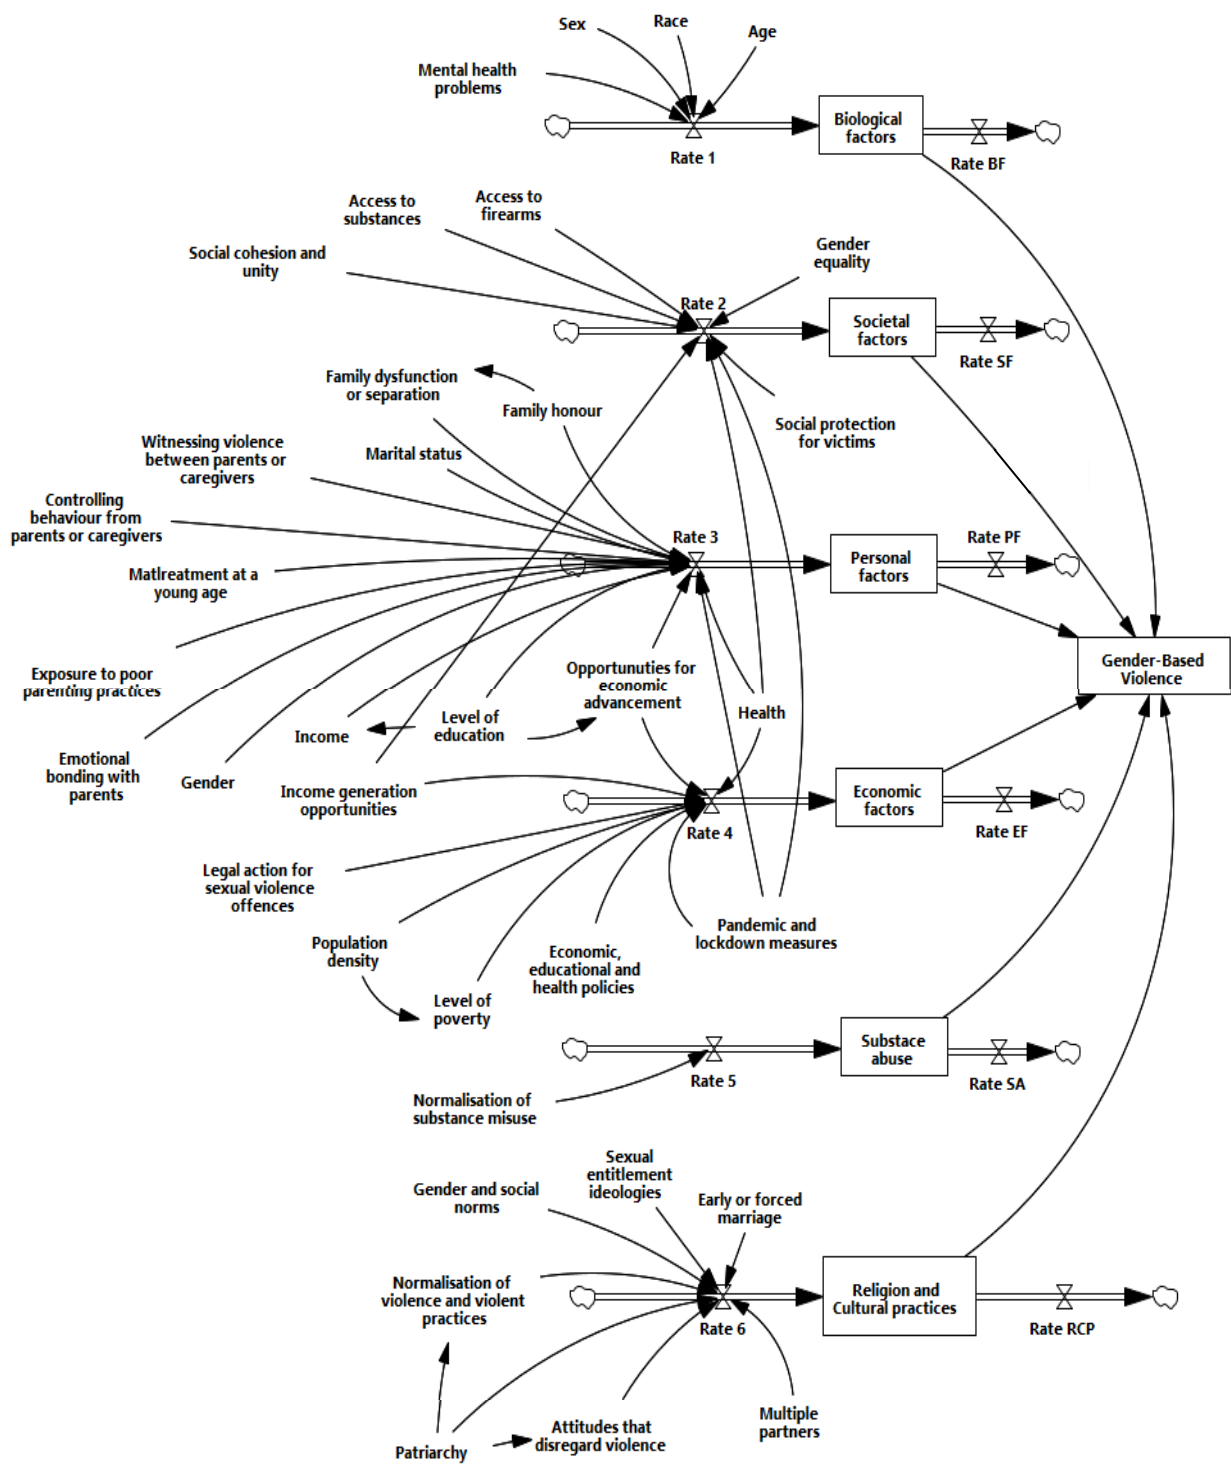 Sex
Race
Age
Mental health
problems
Rate 1
Biological
factors
Rate BF
Access to
substances
Access to
firearms
Social cohesion and
unity
Gender
equality
Rate 2
Societal
factors
Rate SF
Family dysfunction
or separation
Family honour
Social protection
for victims
Witnessing violence
between parents or
caregivers
Marital status
Controlling
behaviour from
parents or caregivers
Rate 3
Personal
factors
Rate PF
Matlreatment at a
young age
Exposure to poor
parenting practices
Opportunuties for
economic
advancement
Gender-Based
Violence
Health
Level of
education
Income
Emotional
bonding with
parents
Gender
Income generation
opportunities
Rate 4
Economic
factors
Rate EF
Legal action for
sexual violence
offences
Population
density
Economic,
educational and
health policies
Pandemic and
lockdown measures
Level of
poverty
Rate 5
Substace
abuse
Rate SA
Normalisation of
substance misuse
Sexual
entitlement
ideologies
Gender and social
norms
Early or forced
marriage
Normalisation of
violence and violent
practices
Rate 6
Religion and
Cultural practices
Rate RCP
Multiple
partners
Attitudes that
disregard violence
Patriarchy